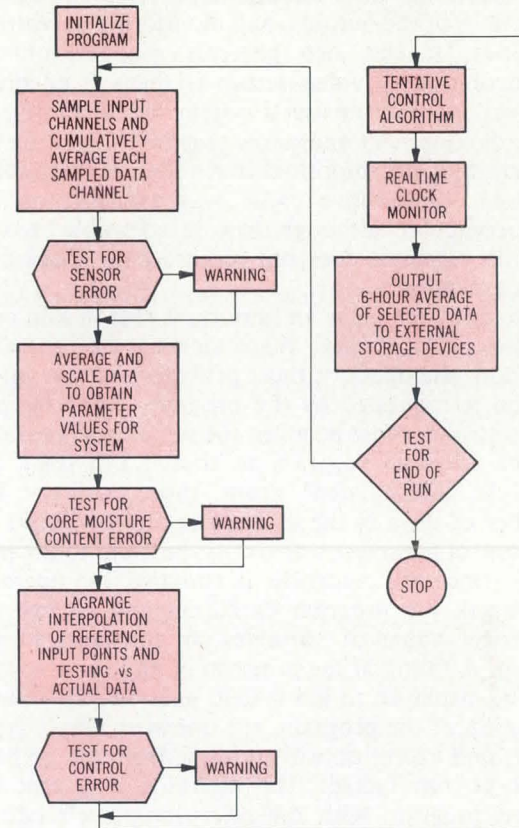 INITIALIZE
PROGRAM
SAMPLE INPUT
CHANNELS AND
CUMULATIVELY
AVERAGE EACH
SAMPLED DATA
CHANNEL
TEST FOR
SENSOR
ERROR
WARNING
AVERAGE AND
SCALE DATA
TO OBTAIN
PARAMETER
VALUES FOR
SYSTEM
TEST FOR
CORE MOISTURE
CONTENT ERROR
WARNING
LAGRANGE
INTERPOLATION
OF REFERENCE
INPUT POINTS AND
TESTING vs
ACTUAL DATA
TEST FOR
CONTROL
ERROR
WARNING
TENTATIVE
CONTROL
ALGORITHM
REALTIME
CLOCK
MONITOR
OUTPUT
6-HOUR AVERAGE
OF SELECTED DATA
TO EXTERNAL
STORAGE DEVICES
TEST
FOR
END OF
RUN
STOP